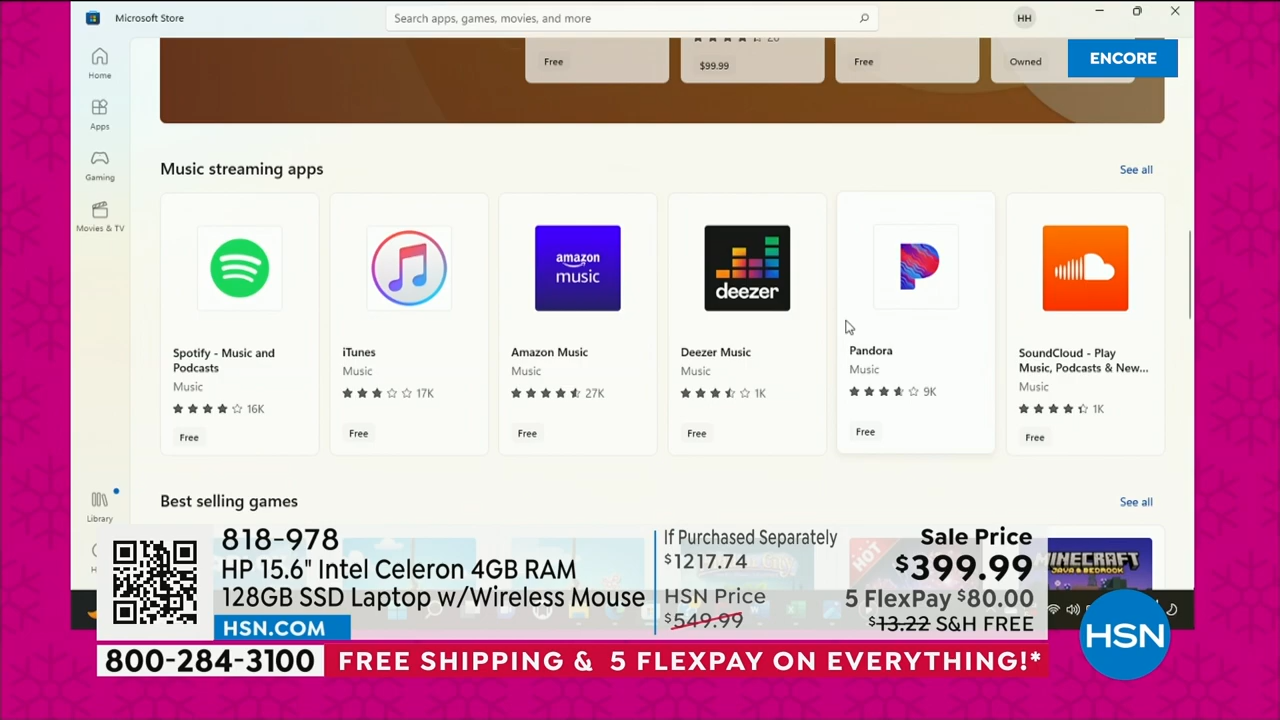 Microsoft Store
Search apps, games, movies, and more
HH
ENCORE
Home
Apps
Gaming
Movies & TV
Library
Free
$99.99
Free
Owned
Music streaming apps
See all
Spotify - Music and
Podcasts
Music
16K
Free
iTunes
Music
17K
Free
amazon
music
Amazon Music
Music
27K
Free
deezer
Deezer Music
Music
1K
Free
Pandora
Music
9K
Free
SoundCloud - Play
Music, Podcasts & New...
Music
1K
Free
Best selling games
See all
HOT
MINECRAFT
JAVA & BEDROCK
818-978
HP 15.6" Intel Celeron 4GB RAM
128GB SSD Laptop w/Wireless Mouse
HSN.COM
If Purchased Separately
$1217.74
HSN Price
$549.99
Sale Price
$399.99
5 FlexPay $80.00
$13.22 S&H FREE
HSN
800-284-3100
FREE SHIPPING & 5 FLEXPAY ON EVERYTHING!*